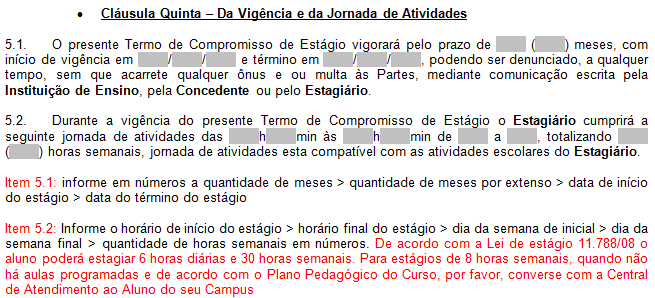 • Cláusula Quinta – Da Vigência e da Jornada de Atividades
5.1. O presente Termo de Compromisso de Estágio vigorará pelo prazo de ( ) meses, com
início de vigência em / / e término em / / , podendo ser denunciado, a qualquer
tempo, sem que acarrete qualquer ônus e ou multa às Partes, mediante comunicação escrita pela
Instituição de Ensino, pela Concedente ou pelo Estagiário.
5.2. Durante a vigência do presente Termo de Compromisso de Estágio o Estagiário cumprirá a
seguinte jornada de atividades das h min às h min de a , totalizando
( ) horas semanais, jornada de atividades esta compatível com as atividades escolares do Estagiário.
Item 5.1: informe em números a quantidade de meses > quantidade de meses por extenso > data de início
do estágio > data do término do estágio
Item 5.2: Informe o horário de início do estágio > horário final do estágio > dia da semana de inicial > dia da
semana final > quantidade de horas semanais em números. De acordo com a Lei de estágio 11.788/08 o
aluno poderá estagiar 6 horas diárias e 30 horas semanais. Para estágios de 8 horas semanais, quando não
há aulas programadas e de acordo com o Plano Pedagógico do Curso, por favor, converse com a Central
de Atendimento ao Aluno do seu Campus